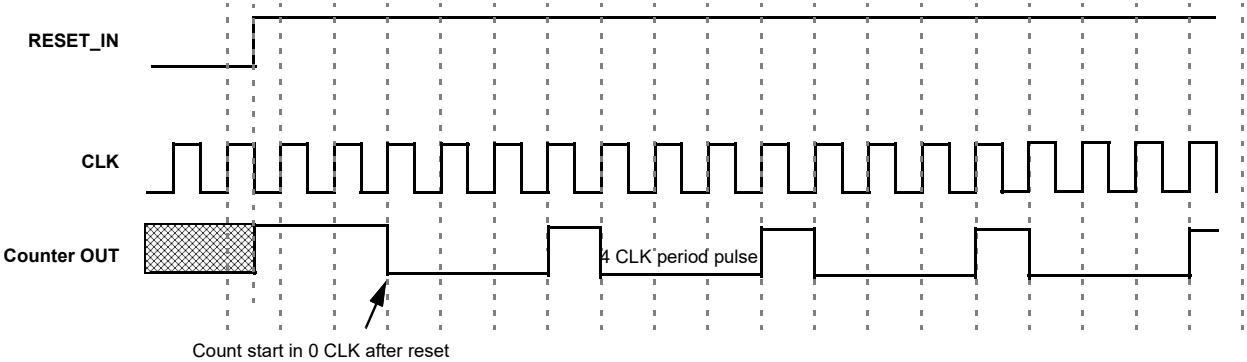 RESET_IN
CLK
Counter OUT
4 CLK period pulse
Count start in 0 CLK after reset